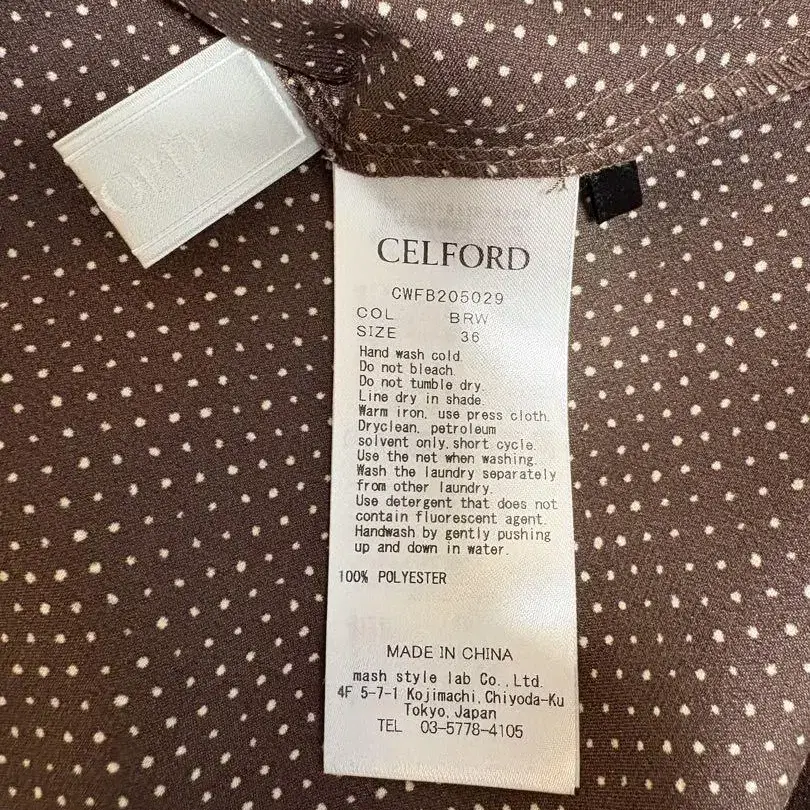 CELFORD
CWFB205029
COL BRW
SIZE 36
Hand wash cold.
Do not bleach.
Do not tumble dry.
Line dry in shade.
Warm iron, use press cloth.
Dryclean, petroleum
solvent only, short cycle.
Use the net when washing.
Wash the laundry separately
from other laundry.
Use detergent that does not
contain fluorescent agent.
Handwash by gently pushing
up and down in water.
100% POLYESTER
MADE IN CHINA
mash style lab Co., Ltd.
4F 5-7-1 Kojimachi, Chiyoda-Ku
Tokyo, Japan
TEL 03-5778-4105